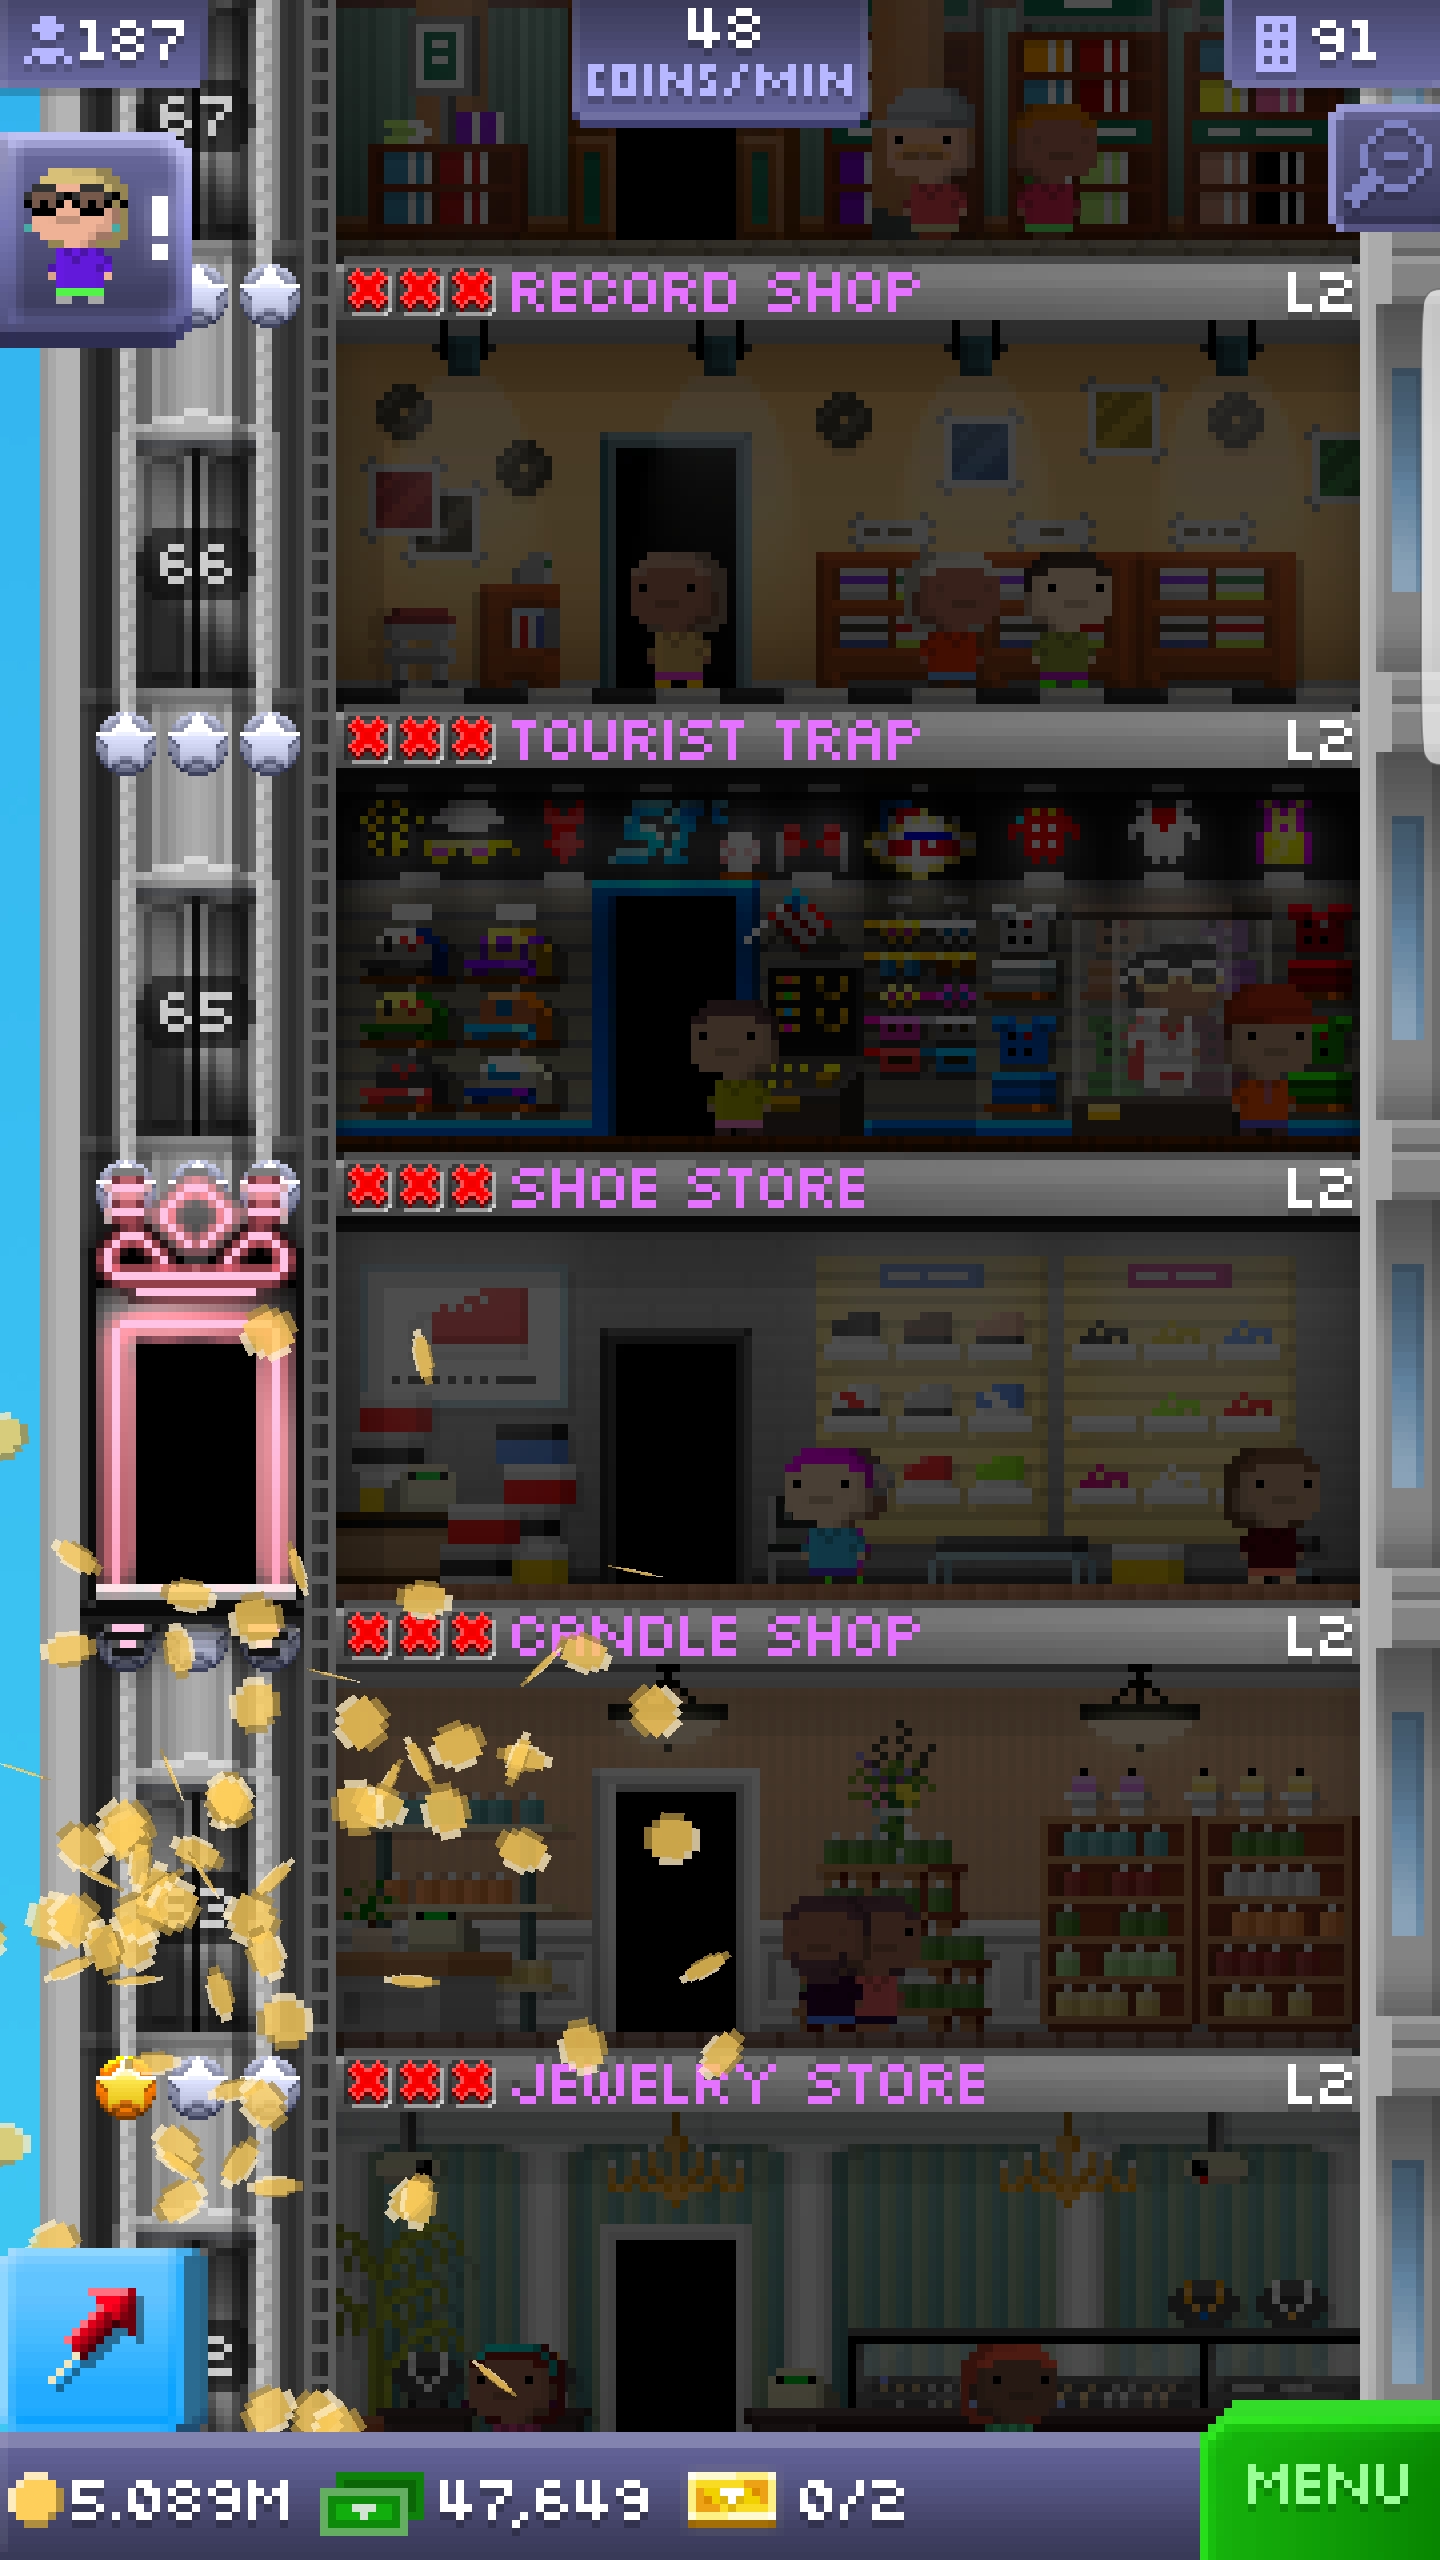 187
48
COINS/MIN
91
67
!
RECORD SHOP L2
66
TOURIST TRAP L2
65
SHOE STORE L2
CANDLE SHOP L2
JEWELRY STORE L2
5.089M 47,649 0/2
MENU